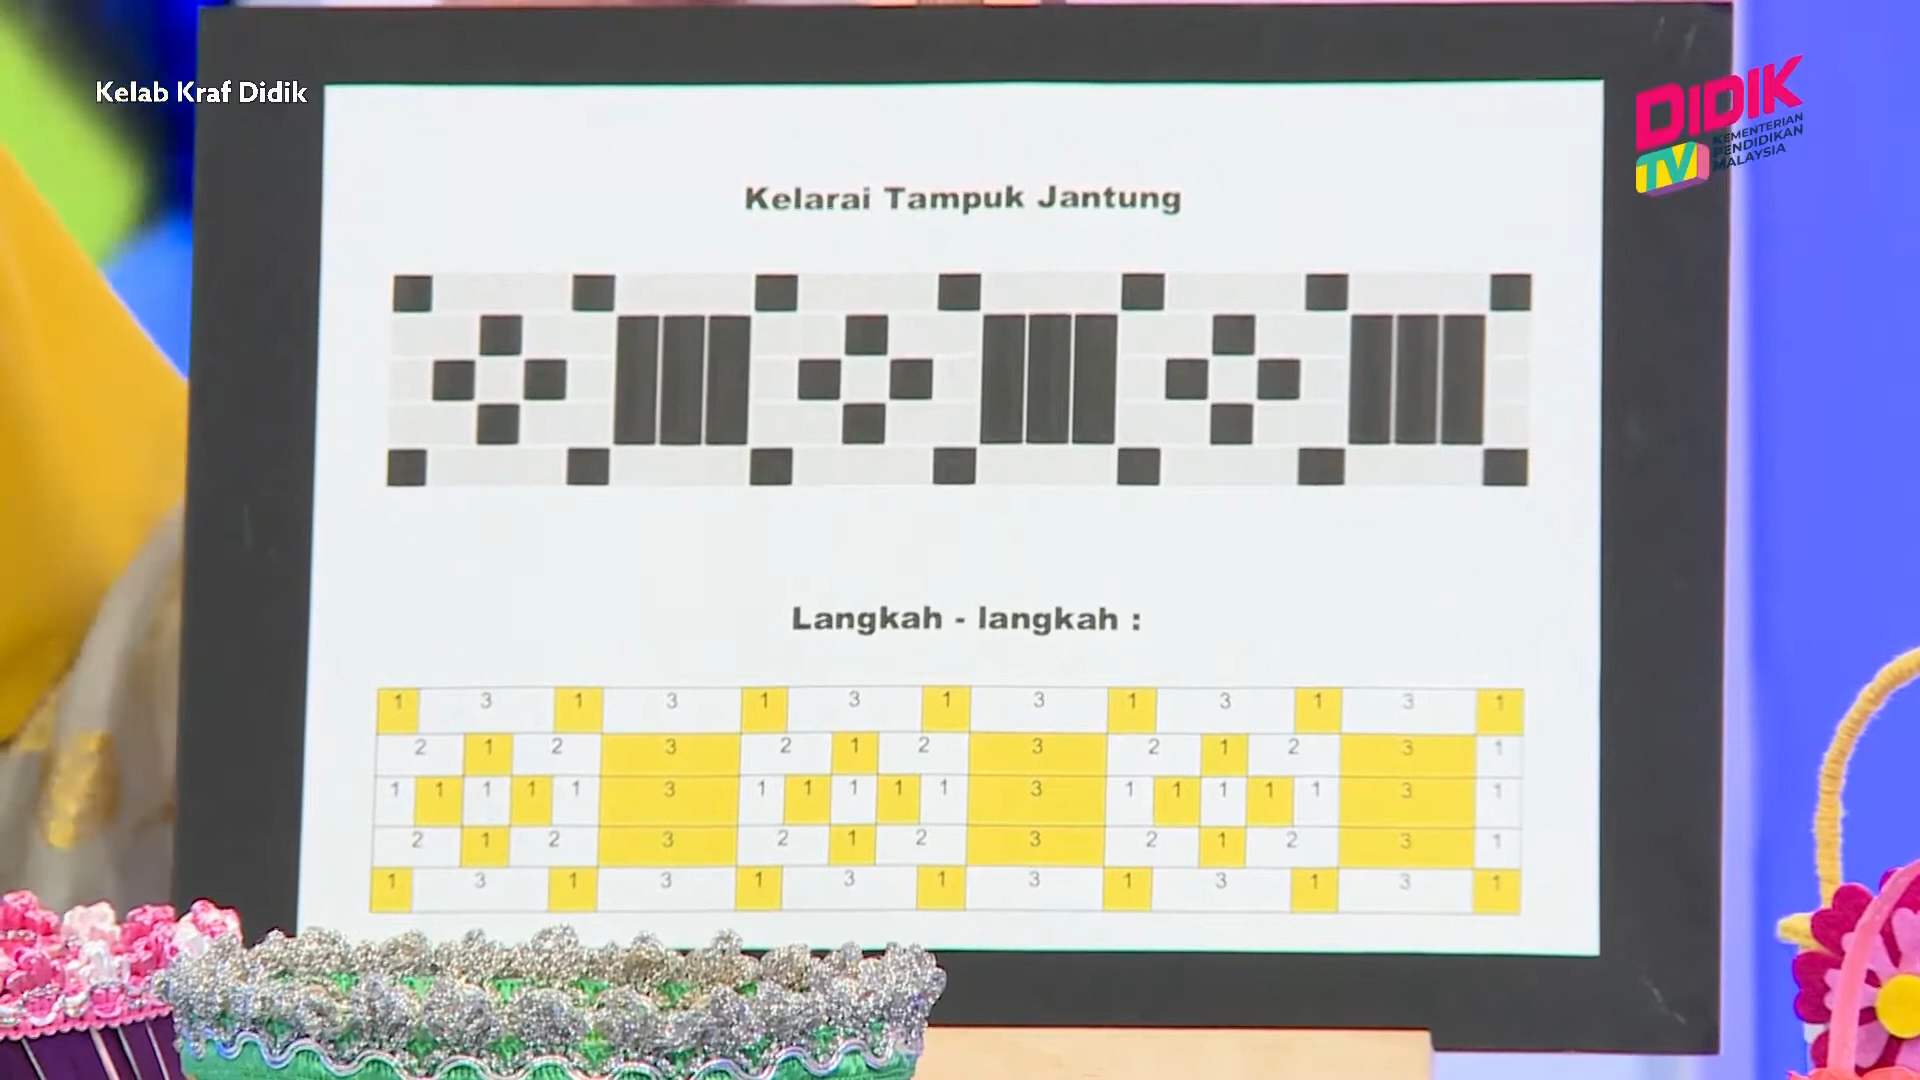 Kelab Kraf Didik
DIDIK
TV
KEMENTERIAN
PENDIDIKAN
MALAYSIA
Kelarai Tampuk Jantung
Langkah - langkah :
1 3 1 3 1 3 1 3 1 3 1 3 1
2 1 2 3 2 1 2 3 2 1 2 3 1
1 1 1 1 1 3 1 1 1 1 1 3 1 1 1 1 1 3 1
2 1 2 3 2 1 2 3 2 1 2 3 1
1 3 1 3 1 3 1 3 1 3 1 3 1